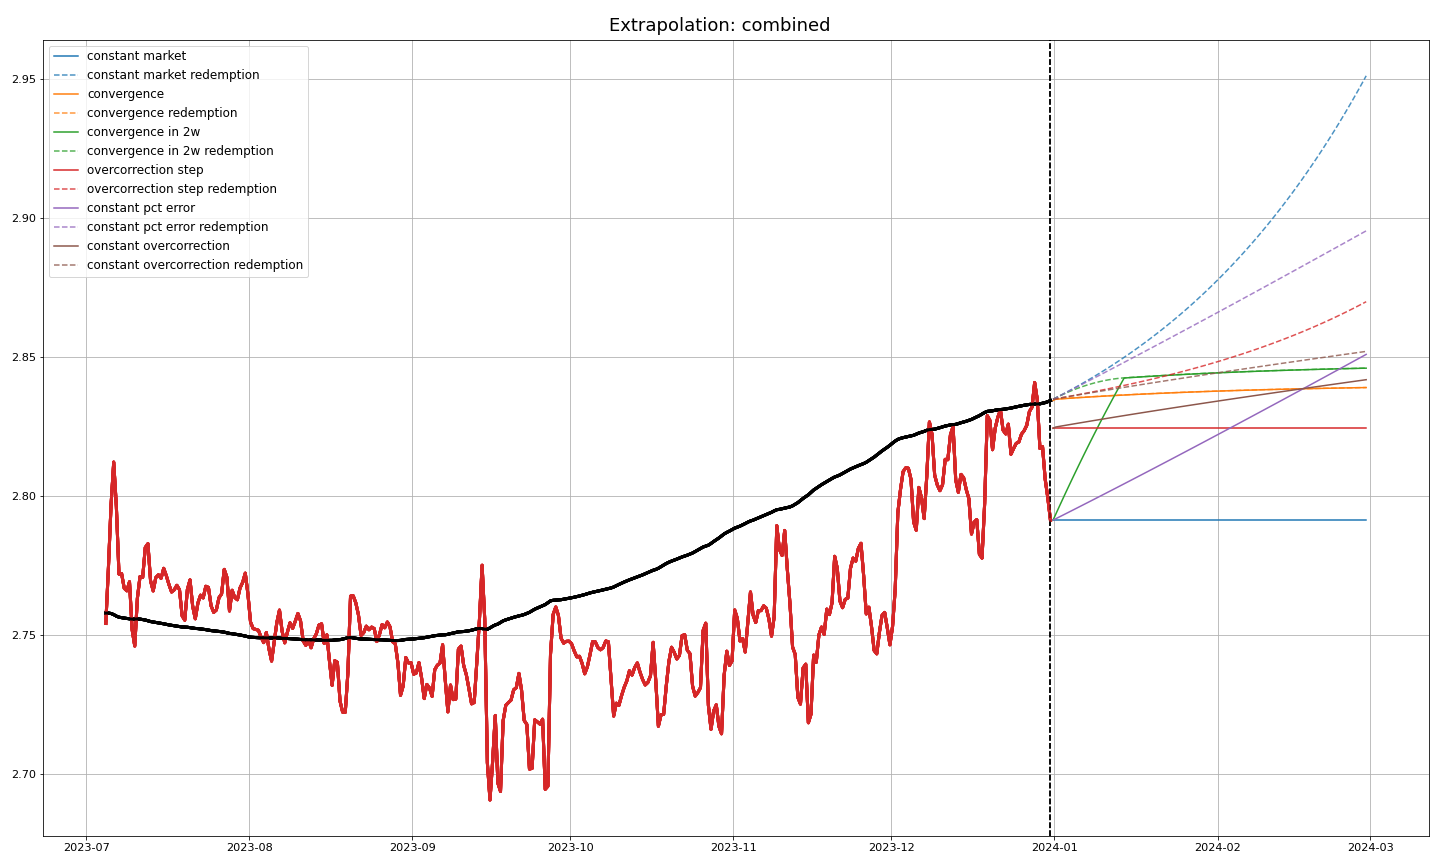 Extrapolation: combined
constant market
constant market redemption
convergence
convergence redemption
convergence in 2w
convergence in 2w redemption
overcorrection step
overcorrection step redemption
constant pct error
constant pct error redemption
constant overcorrection
constant overcorrection redemption
2.95
2.90
2.85
2.80
2.75
2.70
2023-07 2023-08 2023-09 2023-10 2023-11 2023-12 2024-01 2024-02 2024-03